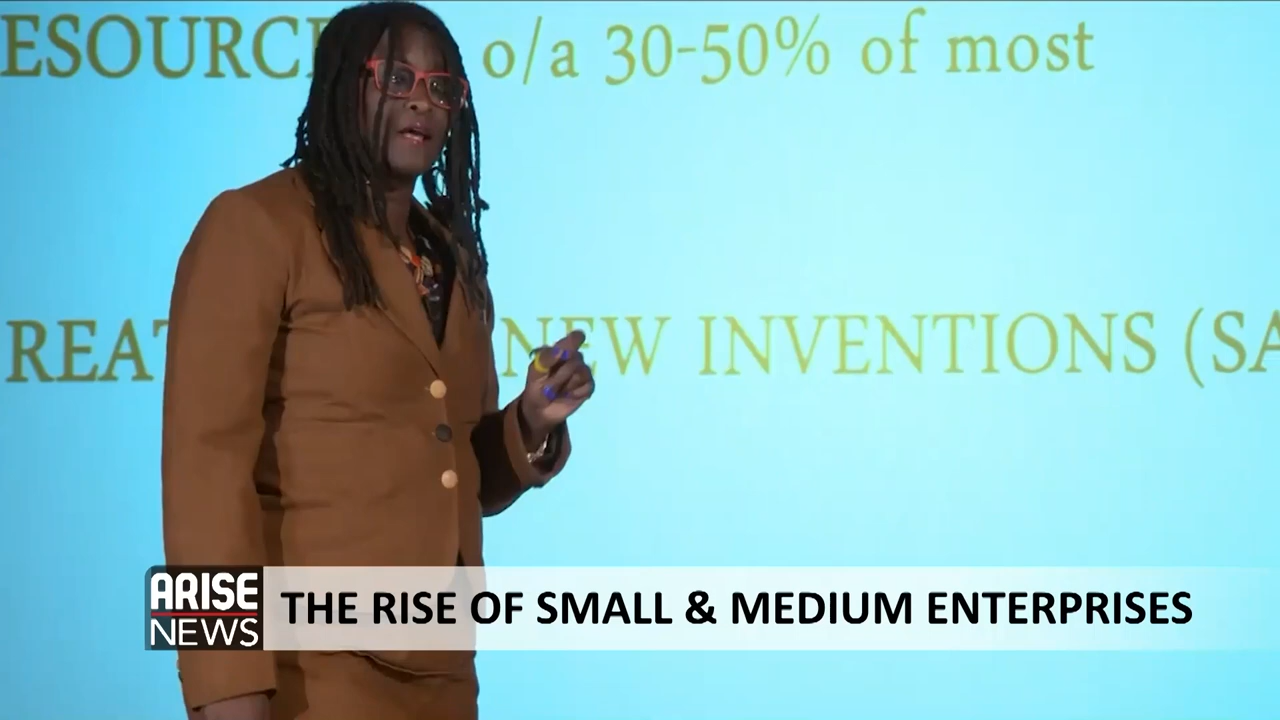 ESOURC o/a 30-50% of most
REAT NEW INVENTIONS (SA
ARISE
NEWS
THE RISE OF SMALL & MEDIUM ENTERPRISES